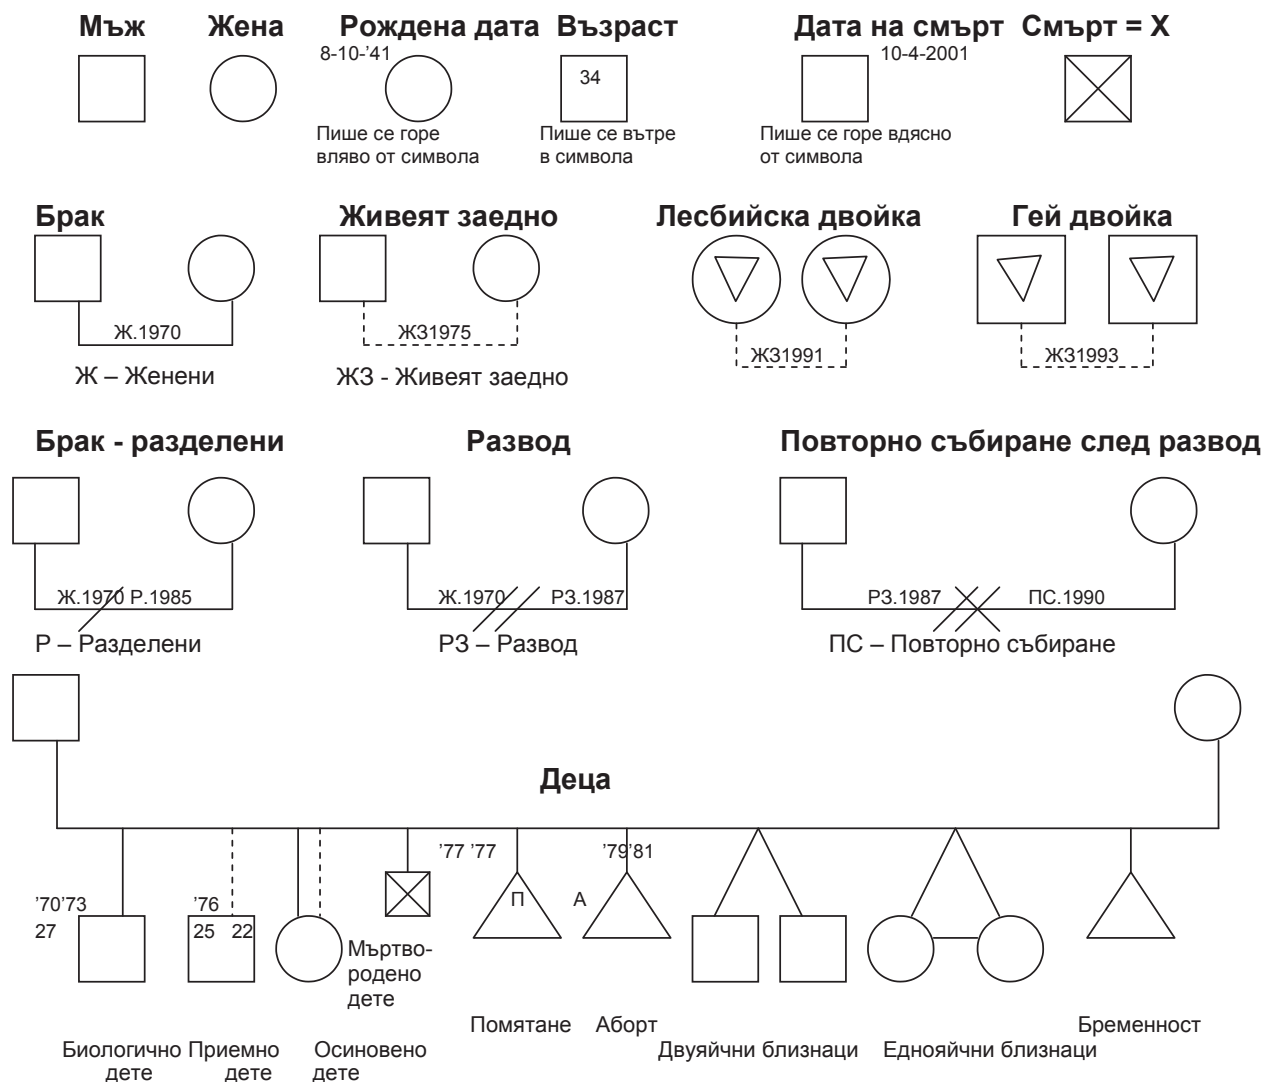 Мъж Жена Рождена дата Възраст Дата на смърт Смърт = X
8-10-’41 10-4-2001
34
Пише се горе Пише се вътре Пише се горе вдясно
вляво от символа в символа от символа
Брак Живеят заедно Лесбийска двойка Гей двойка
Ж.1970 ЖЗ1975 ЖЗ1991 ЖЗ1993
Ж – Женени ЖЗ - Живеят заедно
Брак - разделени Развод Повторно събиране след развод
Ж.1970 Р.1985 Ж.1970 РЗ.1987 РЗ.1987 ПС.1990
Р – Разделени РЗ – Развод ПС – Повторно събиране
Деца
’77 ’77 ’79’81
’70’73 ’76 П А
27 25 22
Мъртво-
родено
дете
Помятане Аборт Бременност
Биологично Приемно Осиновено Двуяйчни близнаци Еднояйчни близнаци
дете дете дете